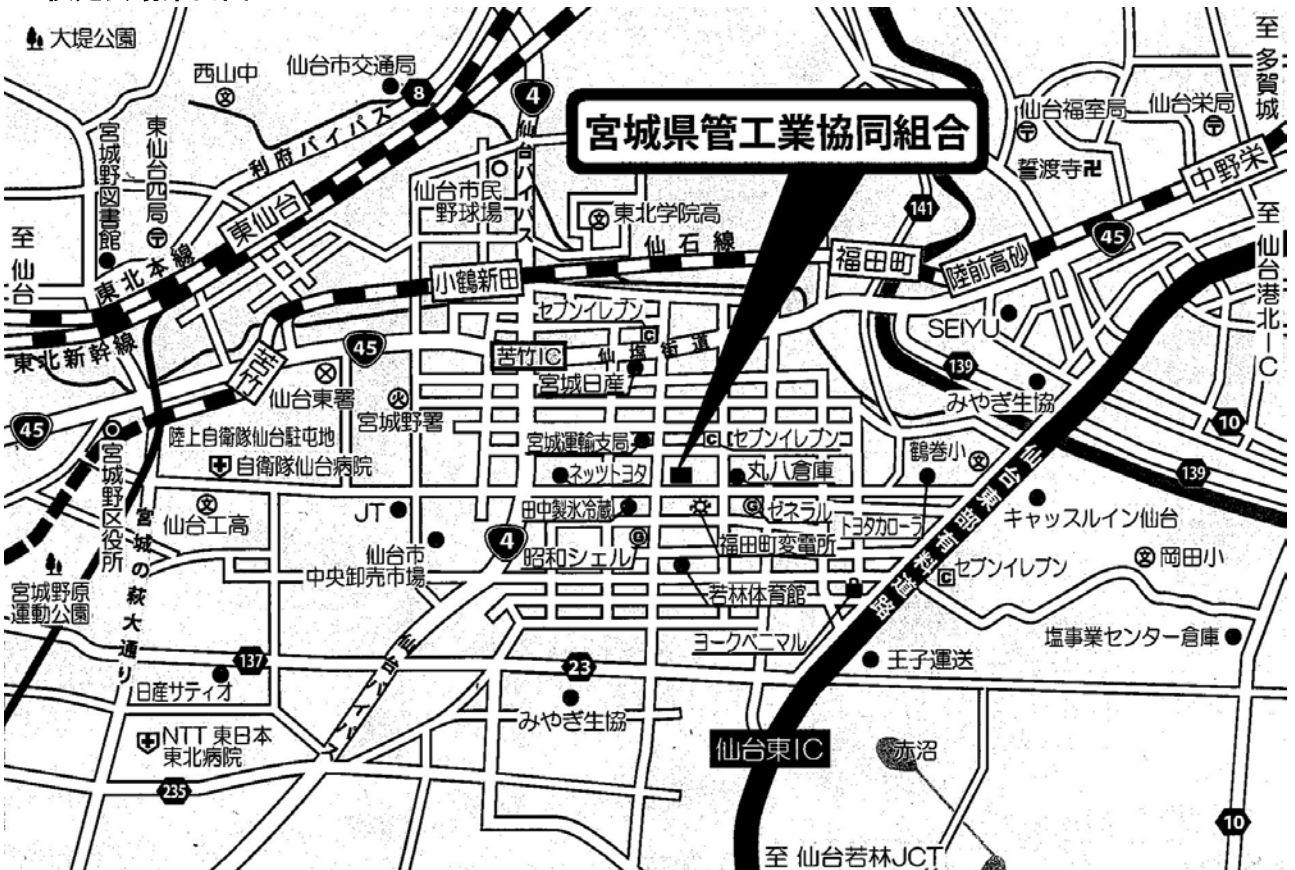 大堤公園
西山中
仙台市交通局
8
4
仙台バイパス
利府バイパス
宮城県管工業協同組合
仙台福室局
仙台栄局
至 多賀城
誓渡寺卍
中野栄
宮城野図書館
東仙台四局
東仙台
仙台市民
野球場
東北学院高
141
45
至 仙台
東北本線
東北新幹線
仙石線
小鶴新田
福田町
陸前高砂
至 仙台港北IC
セブンイレブン
苦竹IC
仙塩街道
宮城日産
SEIYU
45
苦竹
仙台東署
宮城野署
139
みやぎ生協
10
45
陸上自衛隊仙台駐屯地
自衛隊仙台病院
宮城野区役所
宮城運輸支局
セブンイレブン
鶴巻小
139
ネッツトヨタ
丸八倉庫
仙台東部有料道路
仙台工高
宮城の萩大通り
JT
田中製氷冷蔵
ゼネラル
トヨタカローラ
キャッスルイン仙台
4
昭和シェル
福田町変電所
仙台市
中央卸売市場
セブンイレブン
岡田小
宮城野原
運動公園
若林体育館
ヨークベニマル
塩事業センター倉庫
仙台バイパス
137
23
王子運送
日産サティオ
みやぎ生協
NTT 東日本
東北病院
仙台東IC
赤沼
235
10
至 仙台若林JCT